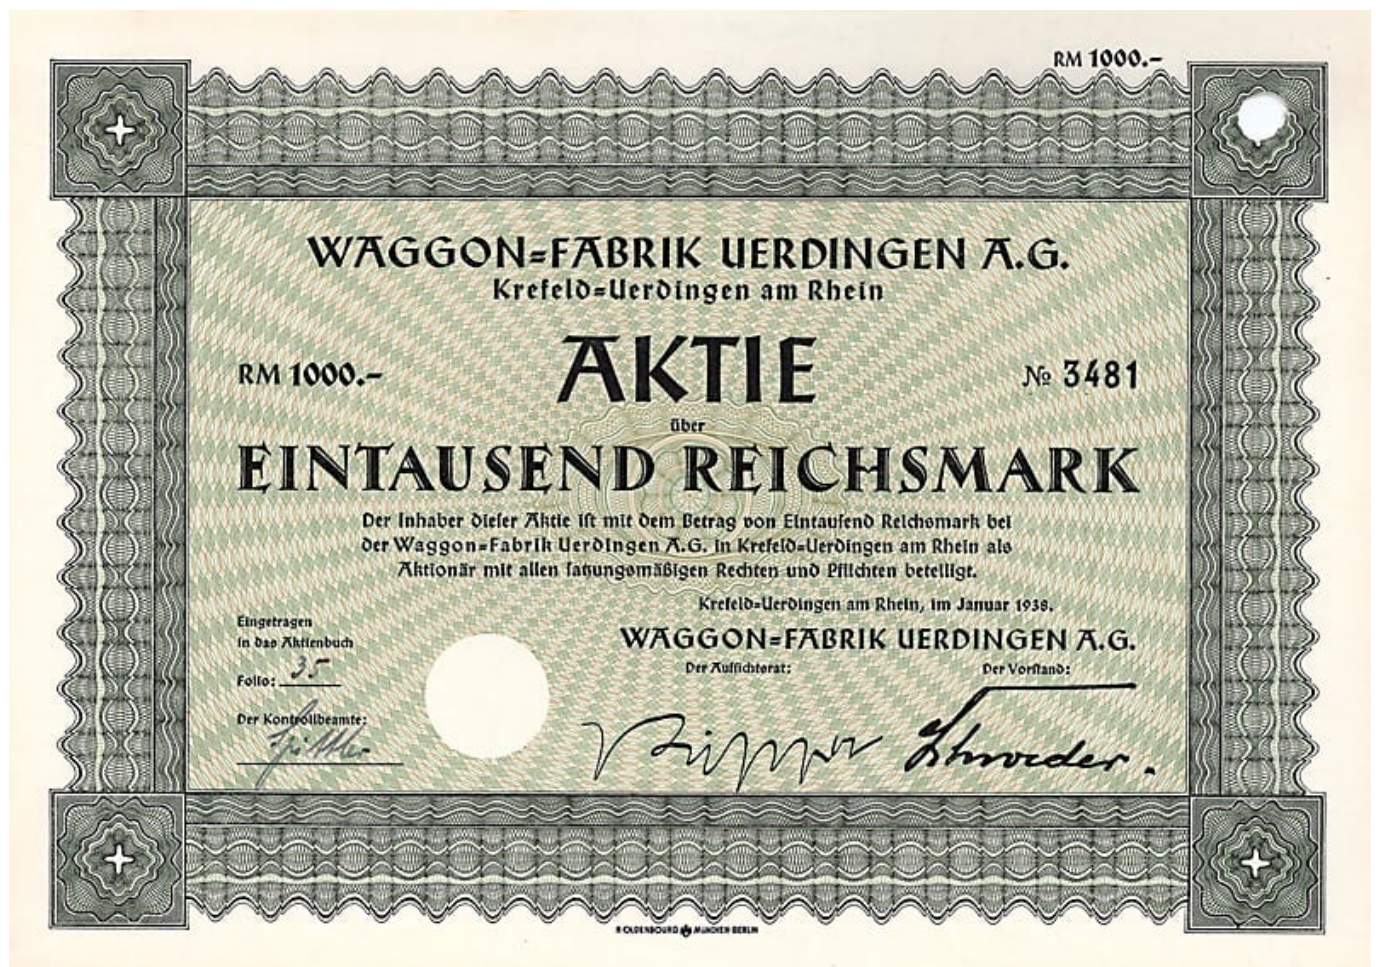 RM 1000.-
WAGGON=FABRIK UERDINGEN A.G.
Krefeld=Uerdingen am Rhein
AKTIE
RM 1000.-
№ 3481
über
EINTAUSEND REICHSMARK
Der Inhaber dieſer Aktie iſt mit dem Betrag von Eintauſend Reichsmark bei
der Waggon=Fabrik Uerdingen A.G. in Krefeld=Uerdingen am Rhein als
Aktionär mit allen ſatzungsmäßigen Rechten und Pflichten beteiligt.
Krefeld=Uerdingen am Rhein, im Januar 1938.
WAGGON=FABRIK UERDINGEN A.G.
Der Aufſichtsrat:
Der Vorſtand:
Eingetragen
in das Aktienbuch
Folio: 35
Der Kontrollbeamte:
Schroeder.
R. OLDENBOURG MÜNCHEN-BERLIN